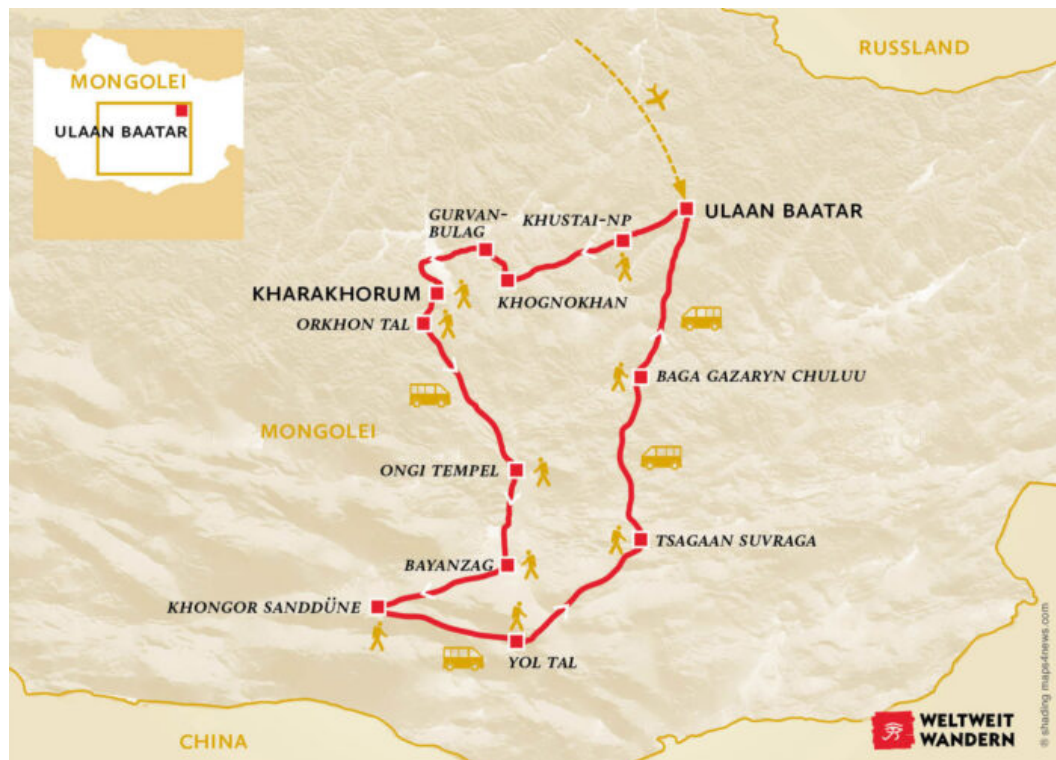 RUSSLAND
MONGOLEI
ULAAN BAATAR
ULAAN BAATAR
GURVAN-
BULAG
KHUSTAI-NP
KHARAKHORUM
KHOGNOKHAN
ORKHON TAL
BAGA GAZARYN CHULUU
MONGOLEI
ONGI TEMPEL
TSAGAAN SUVRAGA
BAYANZAG
KHONGOR SANDDÜNE
YOL TAL
CHINA
WELTWEIT
WANDERN
© shading maps4news.com